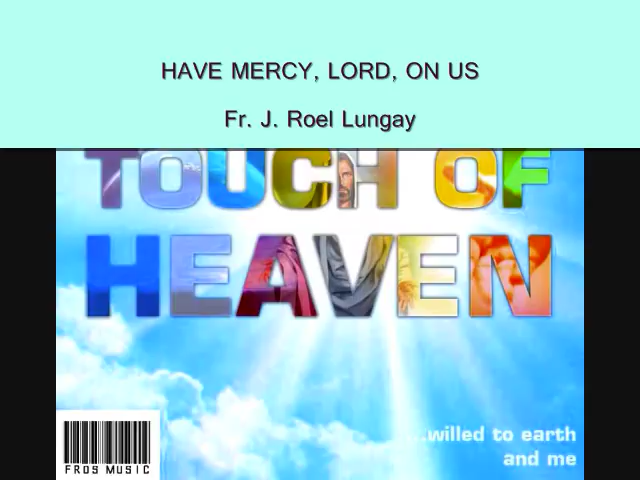 HAVE MERCY, LORD, ON US
Fr. J. Roel Lungay
TOUCH OF
HEAVEN
...willed to earth
and me
FROS MUSIC